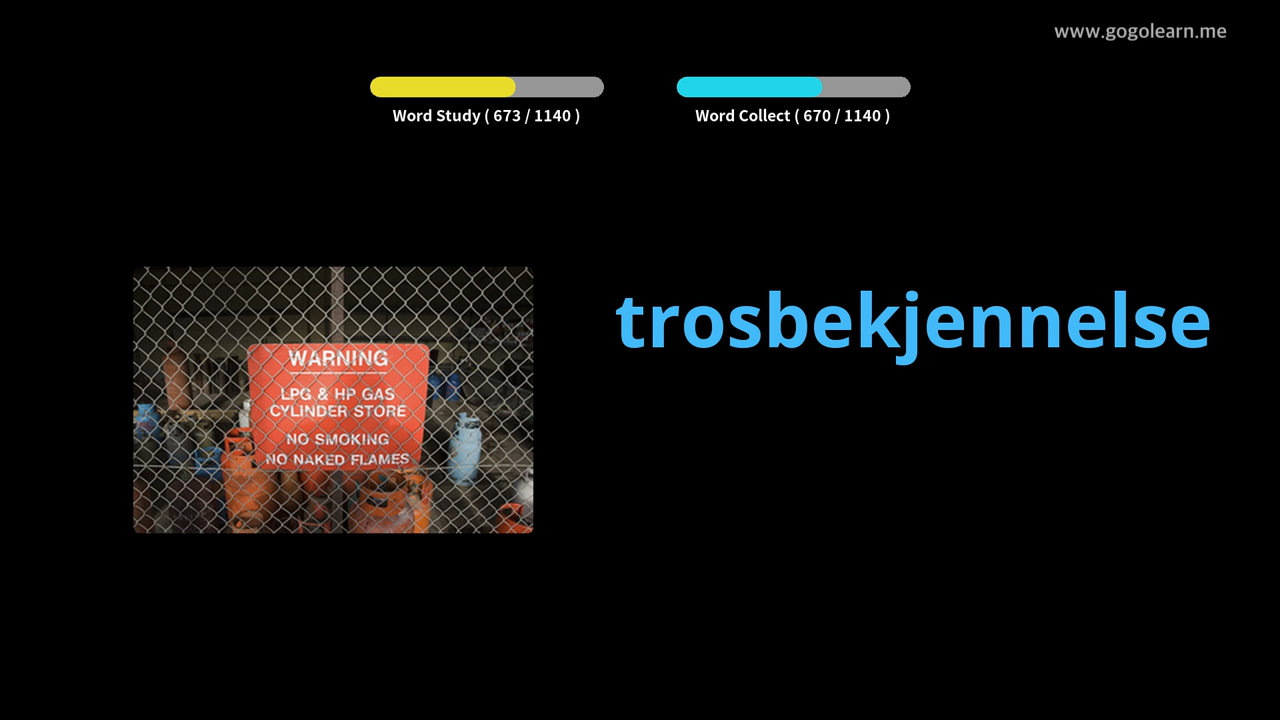 www.gogolearn.me
Word Study ( 673 / 1140 )
Word Collect ( 670 / 1140 )
trosbekjennelse
WARNING
LPG & HP GAS
CYLINDER STORE
NO SMOKING
NO NAKED FLAMES